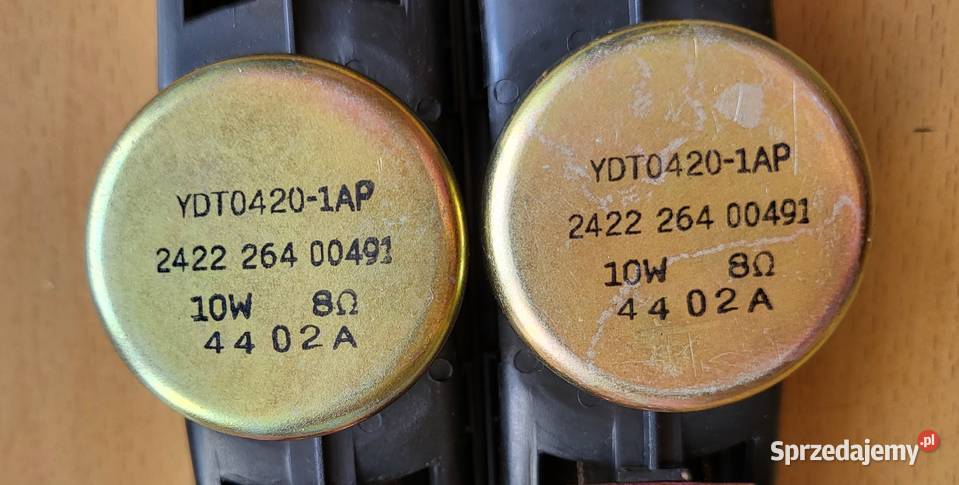 YDT0420-1AP
2422 264 00491
10W 8Ω
4402A
YDT0420-1AP
2422 264 00491
10W 8Ω
4402A
Sprzedajemy.pl